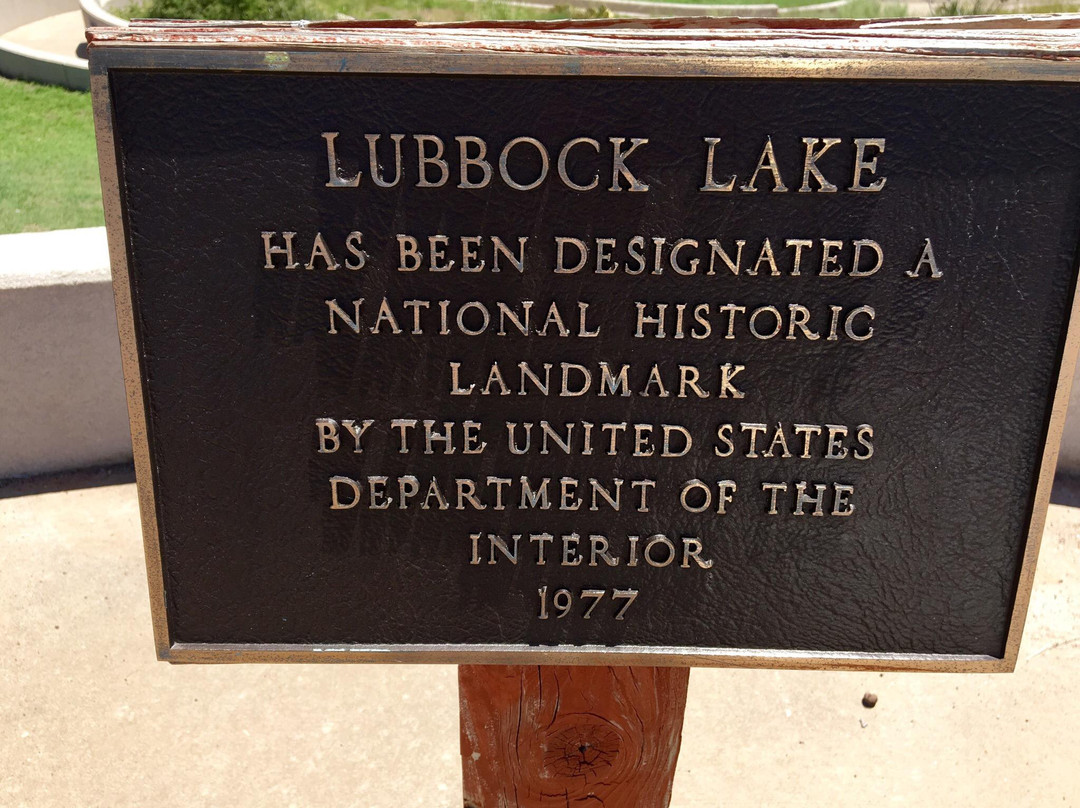 LUBBOCK LAKE
HAS BEEN DESIGNATED A
NATIONAL HISTORIC
LANDMARK
BY THE UNITED STATES
DEPARTMENT OF THE
INTERIOR
1977